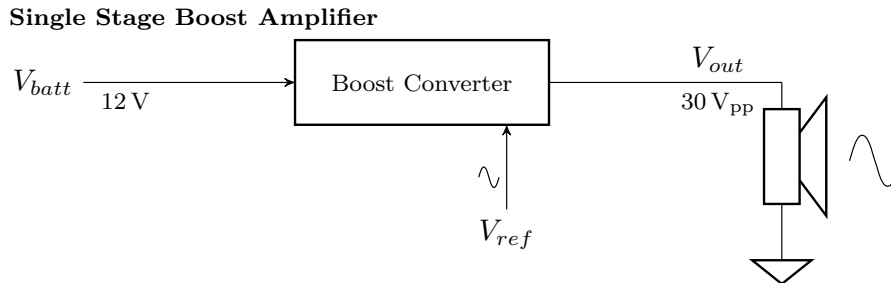 Single Stage Boost Amplifier
V_batt
12 V
Boost Converter
V_out
30 V_pp
V_ref